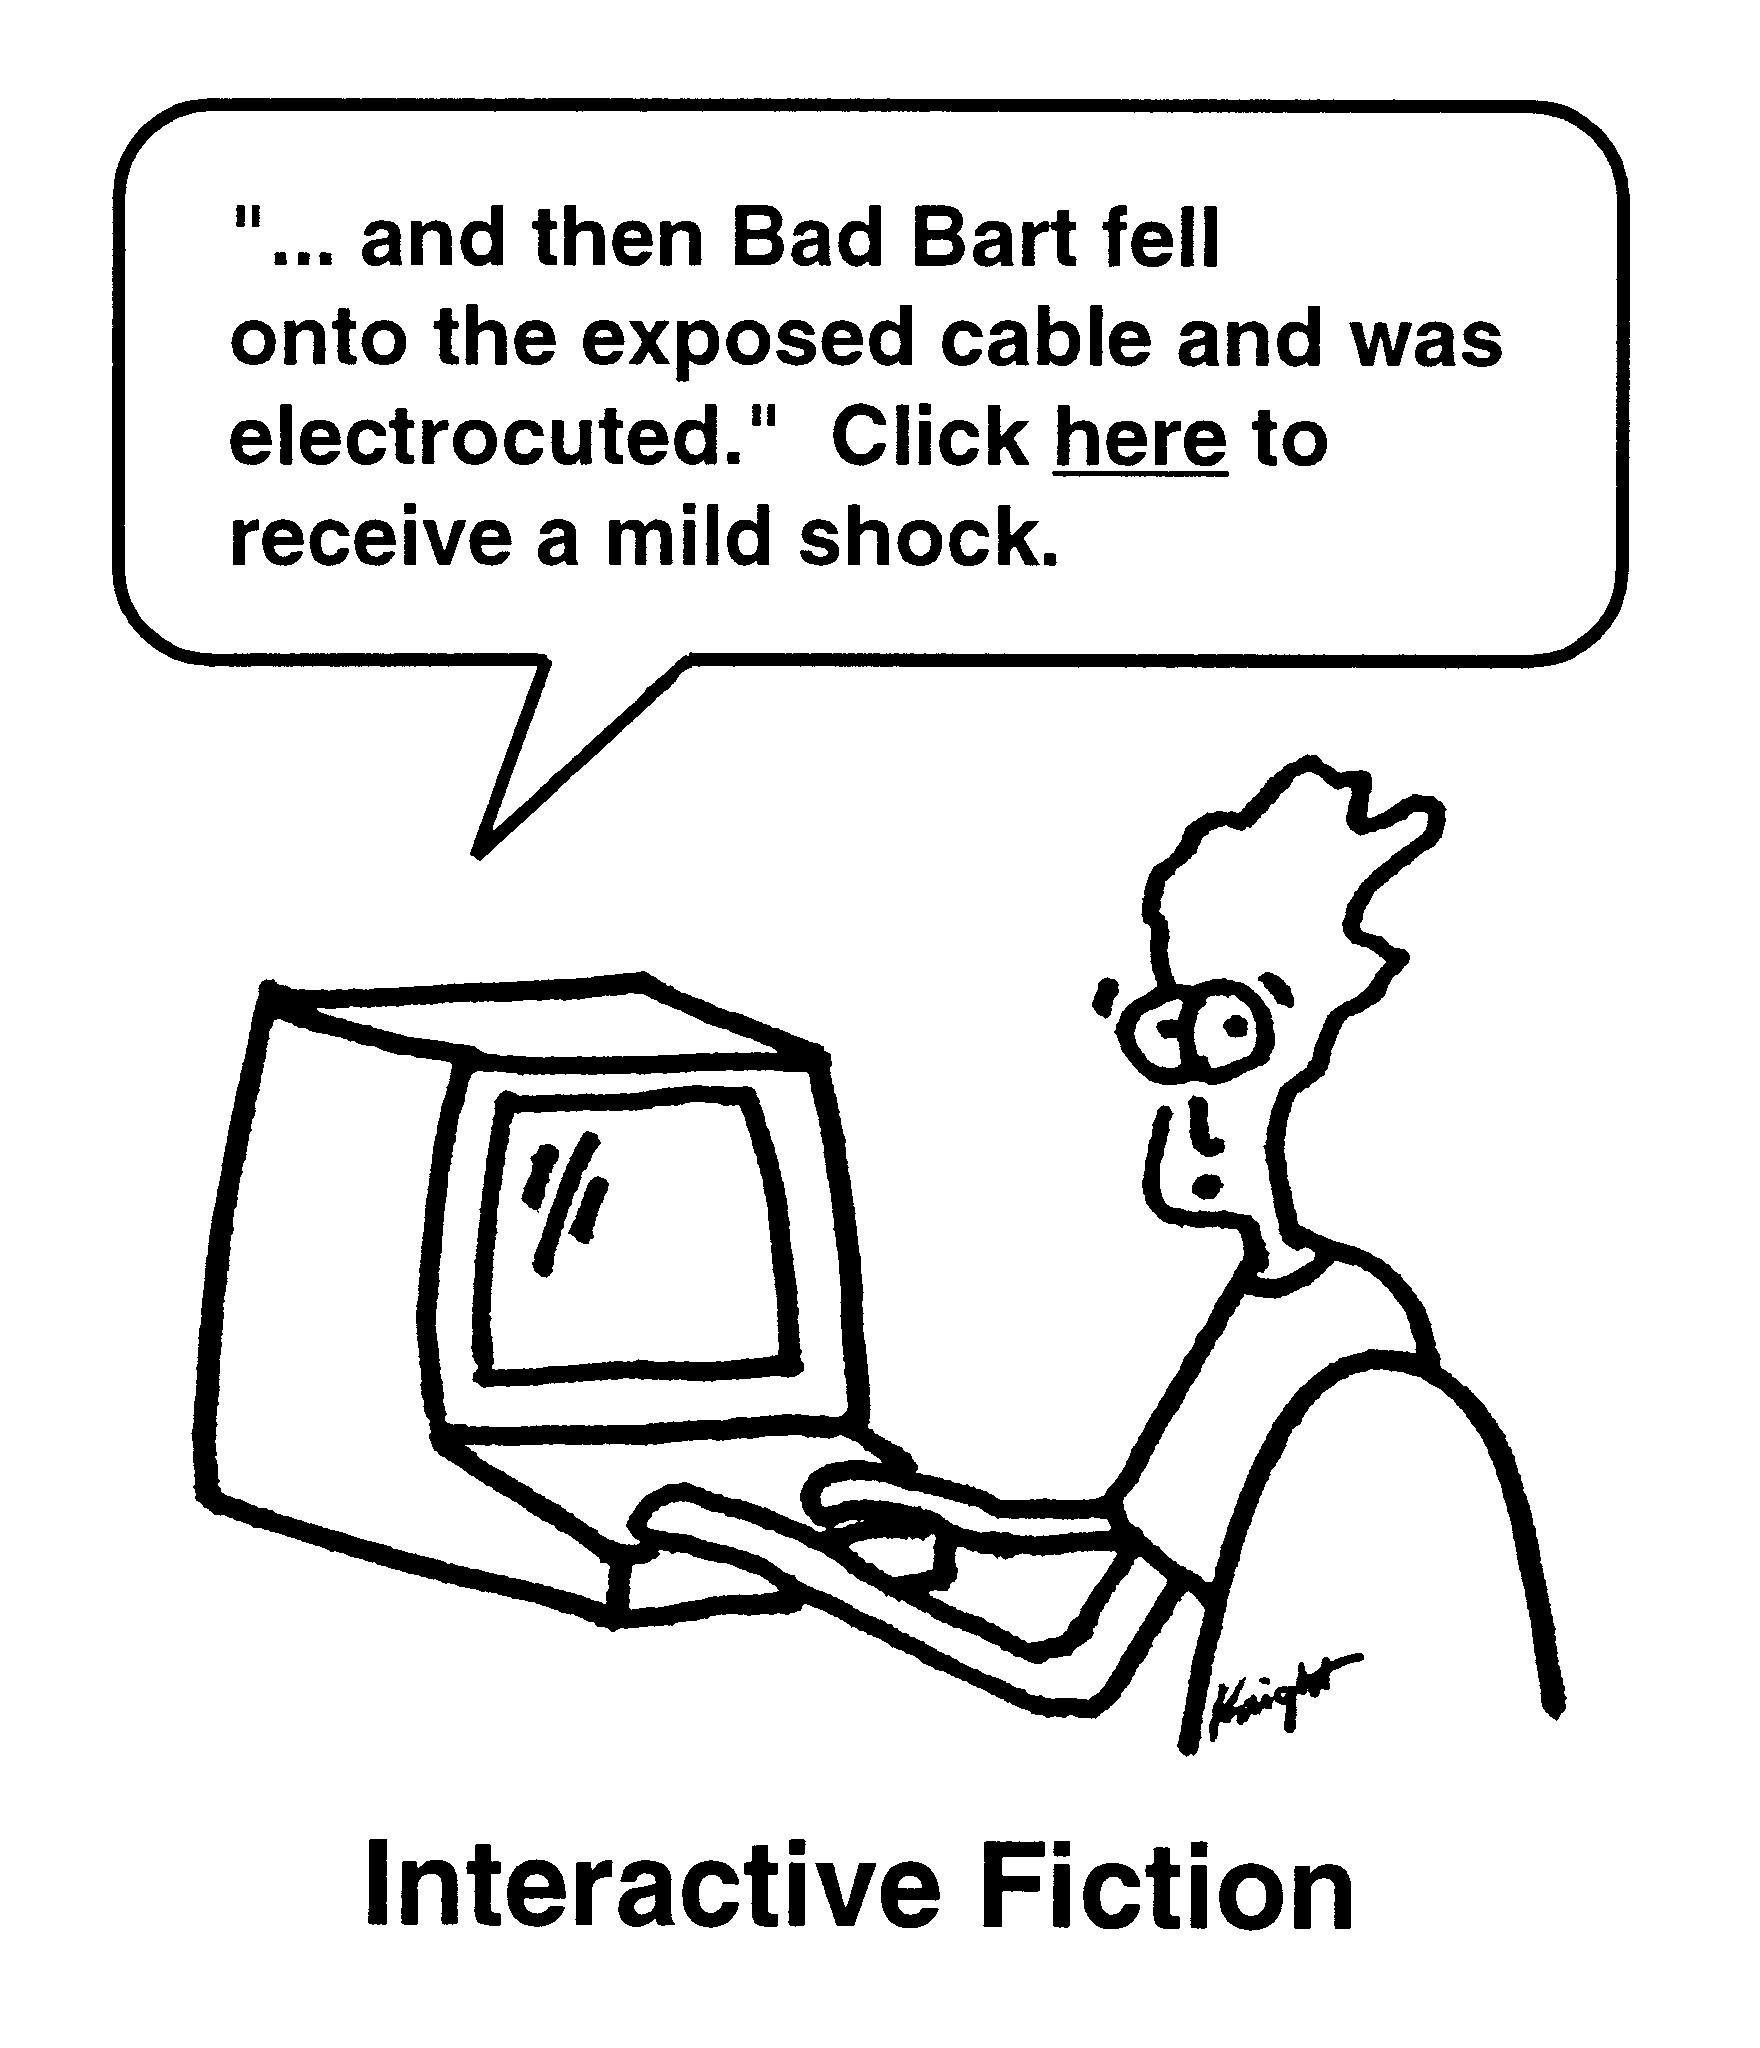 "... and then Bad Bart fell
onto the exposed cable and was
electrocuted."  Click here to
receive a mild shock.
Knight
Interactive Fiction